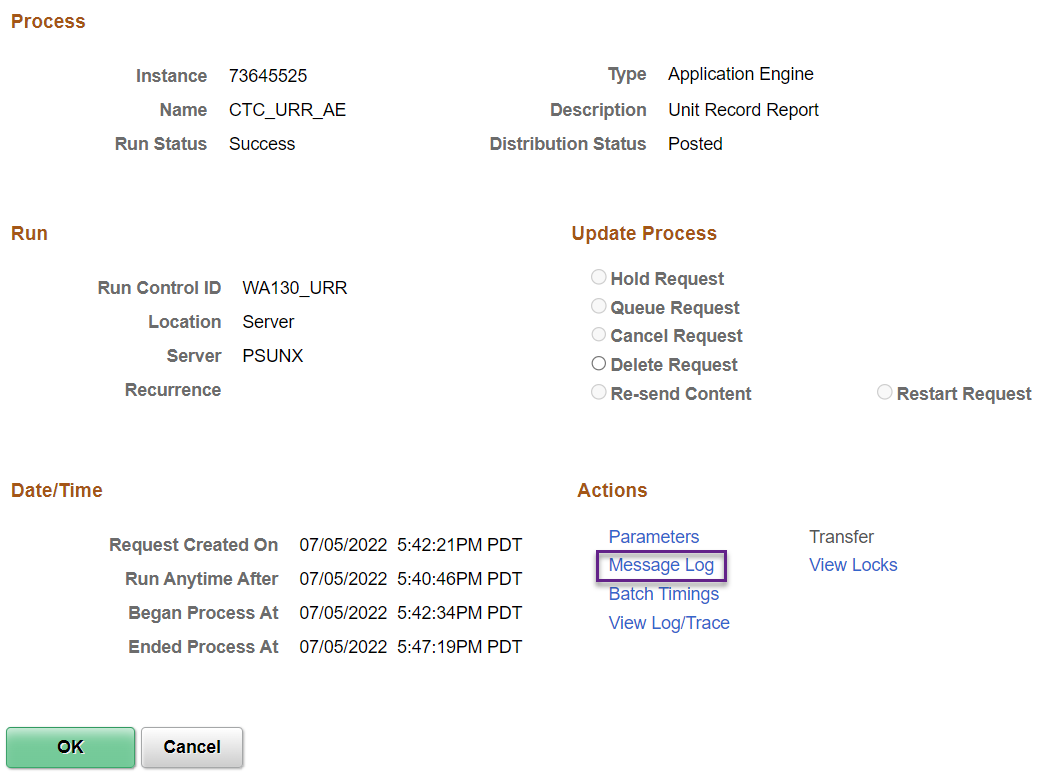 Process
Instance 73645525 Type Application Engine
Name CTC_URR_AE Description Unit Record Report
Run Status Success Distribution Status Posted
Run Update Process
Hold Request
Run Control ID WA130_URR
Queue Request
Location Server
Cancel Request
Server PSUNX
Delete Request
Recurrence
Re-send Content Restart Request
Date/Time Actions
Parameters Transfer
Request Created On 07/05/2022 5:42:21PM PDT
Message Log View Locks
Run Anytime After 07/05/2022 5:40:46PM PDT
Batch Timings
Began Process At 07/05/2022 5:42:34PM PDT
View Log/Trace
Ended Process At 07/05/2022 5:47:19PM PDT
OK Cancel